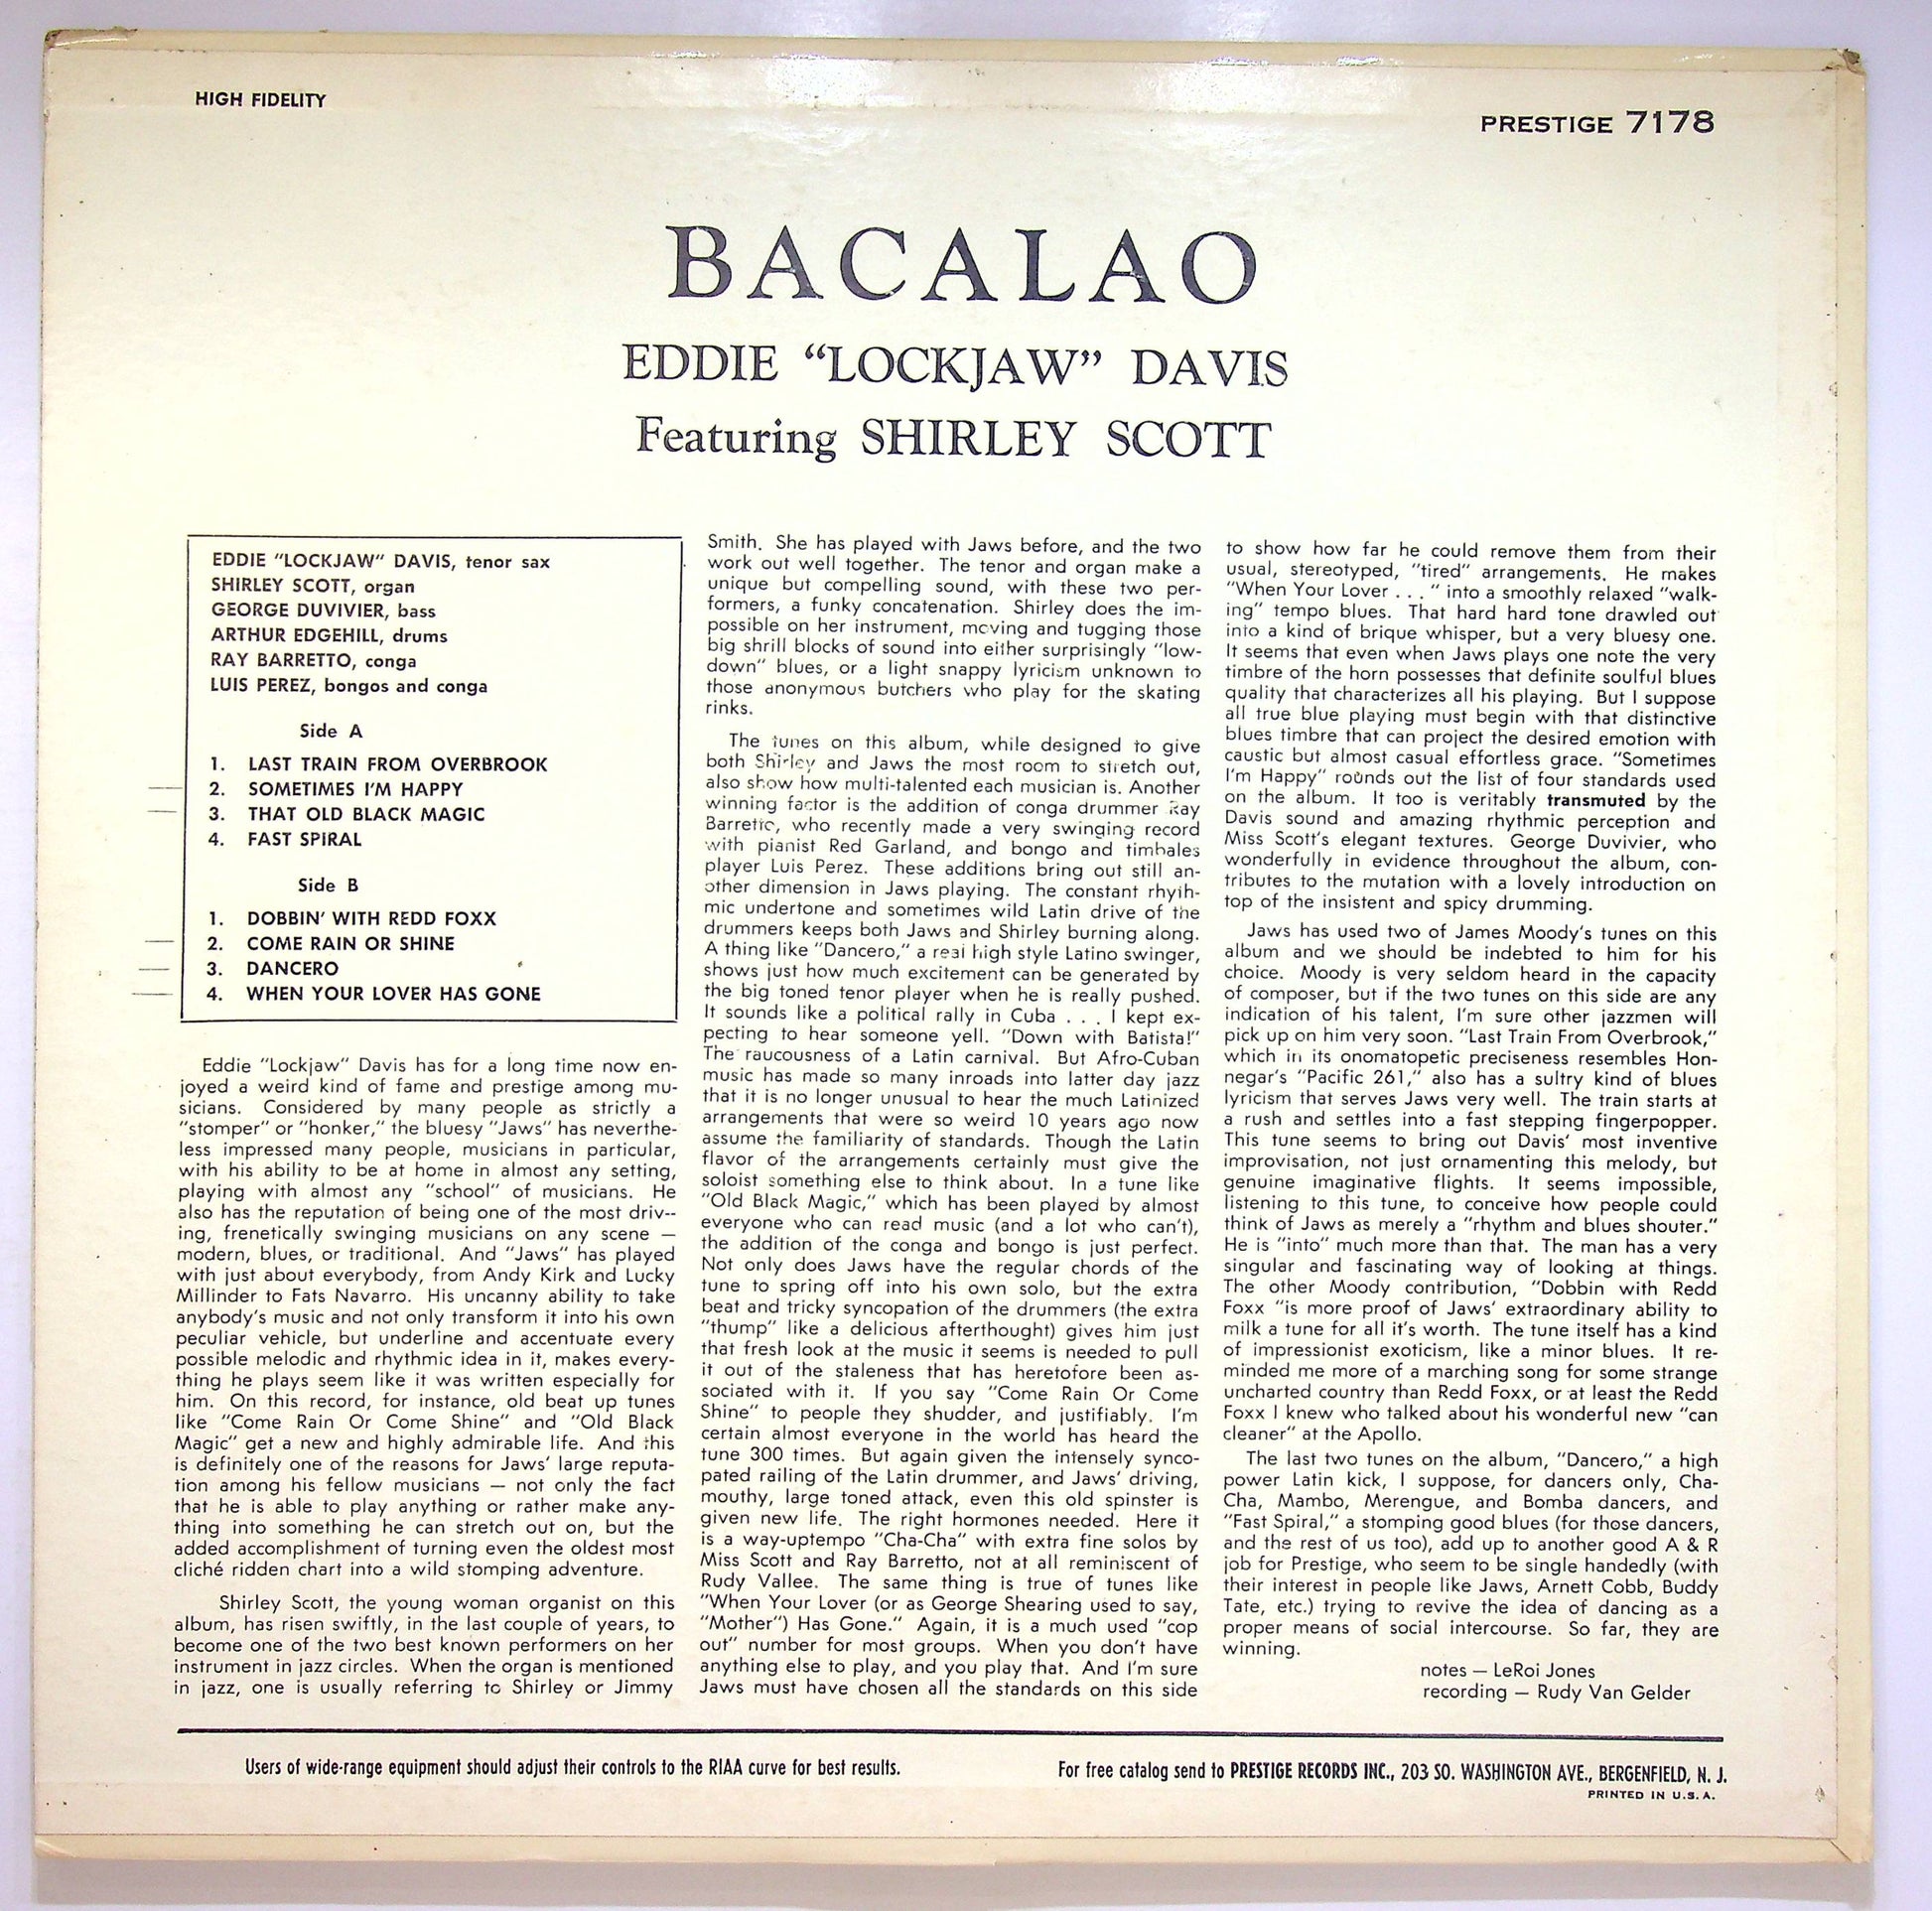 HIGH FIDELITY
PRESTIGE 7178
BACALAO
EDDIE “LOCKJAW” DAVIS
Featuring SHIRLEY SCOTT
EDDIE "LOCKJAW" DAVIS, tenor sax
SHIRLEY SCOTT, organ
GEORGE DUVIVIER, bass
ARTHUR EDGEHILL, drums
RAY BARRETTO, conga
LUIS PEREZ, bongos and conga
Side A
1. LAST TRAIN FROM OVERBROOK
2. SOMETIMES I'M HAPPY
3. THAT OLD BLACK MAGIC
4. FAST SPIRAL
Side B
1. DOBBIN' WITH REDD FOXX
2. COME RAIN OR SHINE
3. DANCERO
4. WHEN YOUR LOVER HAS GONE
Eddie "Lockjaw" Davis has for a long time now en-
joyed a weird kind of fame and prestige among mu-
sicians. Considered by many people as strictly a
"stomper" or "honker," the bluesy "Jaws" has neverthe-
less impressed many people, musicians in particular,
with his ability to be at home in almost any setting,
playing with almost any "school" of musicians. He
also has the reputation of being one of the most driv--
ing, frenetically swinging musicians on any scene —
modern, blues, or traditional. And "Jaws" has played
with just about everybody, from Andy Kirk and Lucky
Millinder to Fats Navarro. His uncanny ability to take
anybody's music and not only transform it into his own
peculiar vehicle, but underline and accentuate every
possible melodic and rhythmic idea in it, makes every-
thing he plays seem like it was written especially for
him. On this record, for instance, old beat up tunes
like "Come Rain Or Come Shine" and "Old Black
Magic" get a new and highly admirable life. And this
is definitely one of the reasons for Jaws' large reputa-
tion among his fellow musicians — not only the fact
that he is able to play anything or rather make any-
thing into something he can stretch out on, but the
added accomplishment of turning even the oldest most
cliché ridden chart into a wild stomping adventure.
Shirley Scott, the young woman organist on this
album, has risen swiftly, in the last couple of years, to
become one of the two best known performers on her
instrument in jazz circles. When the organ is mentioned
in jazz, one is usually referring to Shirley or Jimmy
Smith. She has played with Jaws before, and the two
work out well together. The tenor and organ make a
unique but compelling sound, with these two per-
formers, a funky concatenation. Shirley does the im-
possible on her instrument, moving and tugging those
big shrill blocks of sound into either surprisingly "low-
down" blues, or a light snappy lyricism unknown to
those anonymous butchers who play for the skating
rinks.
The tunes on this album, while designed to give
both Shirley and Jaws the most room to stretch out,
also show how multi-talented each musician is. Another
winning factor is the addition of conga drummer Ray
Barretto, who recently made a very swinging record
with pianist Red Garland, and bongo and timbales
player Luis Perez. These additions bring out still an-
other dimension in Jaws playing. The constant rhyth-
mic undertone and sometimes wild Latin drive of the
drummers keeps both Jaws and Shirley burning along.
A thing like "Dancero," a real high style Latino swinger,
shows just how much excitement can be generated by
the big toned tenor player when he is really pushed.
It sounds like a political rally in Cuba . . . I kept ex-
pecting to hear someone yell. "Down with Batista!"
The raucousness of a Latin carnival. But Afro-Cuban
music has made so many inroads into latter day jazz
that it is no longer unusual to hear the much Latinized
arrangements that were so weird 10 years ago now
assume the familiarity of standards. Though the Latin
flavor of the arrangements certainly must give the
soloist something else to think about. In a tune like
"Old Black Magic," which has been played by almost
everyone who can read music (and a lot who can't),
the addition of the conga and bongo is just perfect.
Not only does Jaws have the regular chords of the
tune to spring off into his own solo, but the extra
beat and tricky syncopation of the drummers (the extra
"thump" like a delicious afterthought) gives him just
that fresh look at the music it seems is needed to pull
it out of the staleness that has heretofore been as-
sociated with it. If you say "Come Rain Or Come
Shine" to people they shudder, and justifiably. I'm
certain almost everyone in the world has heard the
tune 300 times. But again given the intensely synco-
pated railing of the Latin drummer, and Jaws' driving,
mouthy, large toned attack, even this old spinster is
given new life. The right hormones needed. Here it
is a way-uptempo "Cha-Cha" with extra fine solos by
Miss Scott and Ray Barretto, not at all reminiscent of
Rudy Vallee. The same thing is true of tunes like
"When Your Lover (or as George Shearing used to say,
"Mother") Has Gone." Again, it is a much used "cop
out" number for most groups. When you don't have
anything else to play, and you play that. And I'm sure
Jaws must have chosen all the standards on this side
to show how far he could remove them from their
usual, stereotyped, "tired" arrangements. He makes
"When Your Lover . . . " into a smoothly relaxed "walk-
ing" tempo blues. That hard hard tone drawled out
into a kind of brique whisper, but a very bluesy one.
It seems that even when Jaws plays one note the very
timbre of the horn possesses that definite soulful blues
quality that characterizes all his playing. But I suppose
all true blue playing must begin with that distinctive
blues timbre that can project the desired emotion with
caustic but almost casual effortless grace. "Sometimes
I'm Happy" rounds out the list of four standards used
on the album. It too is veritably transmuted by the
Davis sound and amazing rhythmic perception and
Miss Scott's elegant textures. George Duvivier, who
wonderfully in evidence throughout the album, con-
tributes to the mutation with a lovely introduction on
top of the insistent and spicy drumming.
Jaws has used two of James Moody's tunes on this
album and we should be indebted to him for his
choice. Moody is very seldom heard in the capacity
of composer, but if the two tunes on this side are any
indication of his talent, I'm sure other jazzmen will
pick up on him very soon. "Last Train From Overbrook,"
which in its onomatopetic preciseness resembles Hon-
negar's "Pacific 261," also has a sultry kind of blues
lyricism that serves Jaws very well. The train starts at
a rush and settles into a fast stepping fingerpopper.
This tune seems to bring out Davis' most inventive
improvisation, not just ornamenting this melody, but
genuine imaginative flights. It seems impossible,
listening to this tune, to conceive how people could
think of Jaws as merely a "rhythm and blues shouter."
He is "into" much more than that. The man has a very
singular and fascinating way of looking at things.
The other Moody contribution, "Dobbin with Redd
Foxx "is more proof of Jaws' extraordinary ability to
milk a tune for all it's worth. The tune itself has a kind
of impressionist exoticism, like a minor blues. It re-
minded me more of a marching song for some strange
uncharted country than Redd Foxx, or at least the Redd
Foxx I knew who talked about his wonderful new "can
cleaner" at the Apollo.
The last two tunes on the album, "Dancero," a high
power Latin kick, I suppose, for dancers only, Cha-
Cha, Mambo, Merengue, and Bomba dancers, and
"Fast Spiral," a stomping good blues (for those dancers,
and the rest of us too), add up to another good A & R
job for Prestige, who seem to be single handedly (with
their interest in people like Jaws, Arnett Cobb, Buddy
Tate, etc.) trying to revive the idea of dancing as a
proper means of social intercourse. So far, they are
winning.
notes — LeRoi Jones
recording — Rudy Van Gelder
Users of wide-range equipment should adjust their controls to the RIAA curve for best results.
For free catalog send to PRESTIGE RECORDS INC., 203 SO. WASHINGTON AVE., BERGENFIELD, N. J.
PRINTED IN U.S.A.